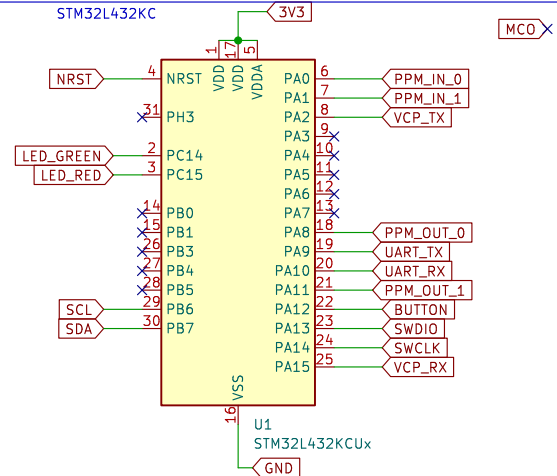 STM32L432KC
3V3
MCO
1 17 5
VDD VDD VDDA
NRST 4 NRST PA0 6 PPM_IN_0
PA1 7 PPM_IN_1
31 PH3 PA2 8 VCP_TX
PA3 9
LED_GREEN 2 PC14 PA4 10
LED_RED 3 PC15 PA5 11
PA6 12
14 PB0 PA7 13
15 PB1 PA8 18 PPM_OUT_0
26 PB3 PA9 19 UART_TX
27 PB4 PA10 20 UART_RX
28 PB5 PA11 21 PPM_OUT_1
SCL 29 PB6 PA12 22 BUTTON
SDA 30 PB7 PA13 23 SWDIO
PA14 24 SWCLK
PA15 25 VCP_RX
VSS
16
U1
STM32L432KCUx
GND